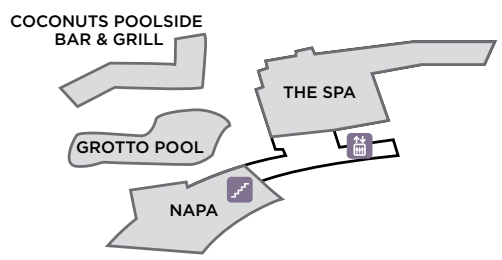 COCONUTS POOLSIDE
BAR & GRILL
THE SPA
GROTTO POOL
NAPA